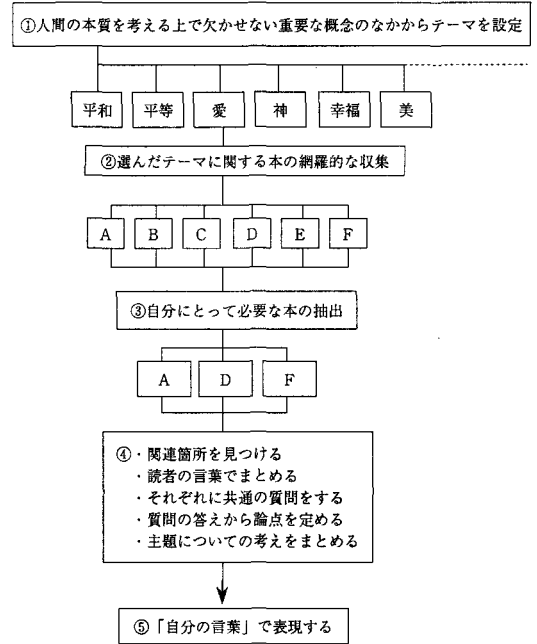 ①人間の本質を考える上で欠かせない重要な概念のなかからテーマを設定
平和 平等 愛 神 幸福 美
②選んだテーマに関する本の網羅的な収集
A B C D E F
③自分にとって必要な本の抽出
A D F
④・関連箇所を見つける
・読者の言葉でまとめる
・それぞれに共通の質問をする
・質問の答えから論点を定める
・主題についての考えをまとめる
⑤「自分の言葉」で表現する